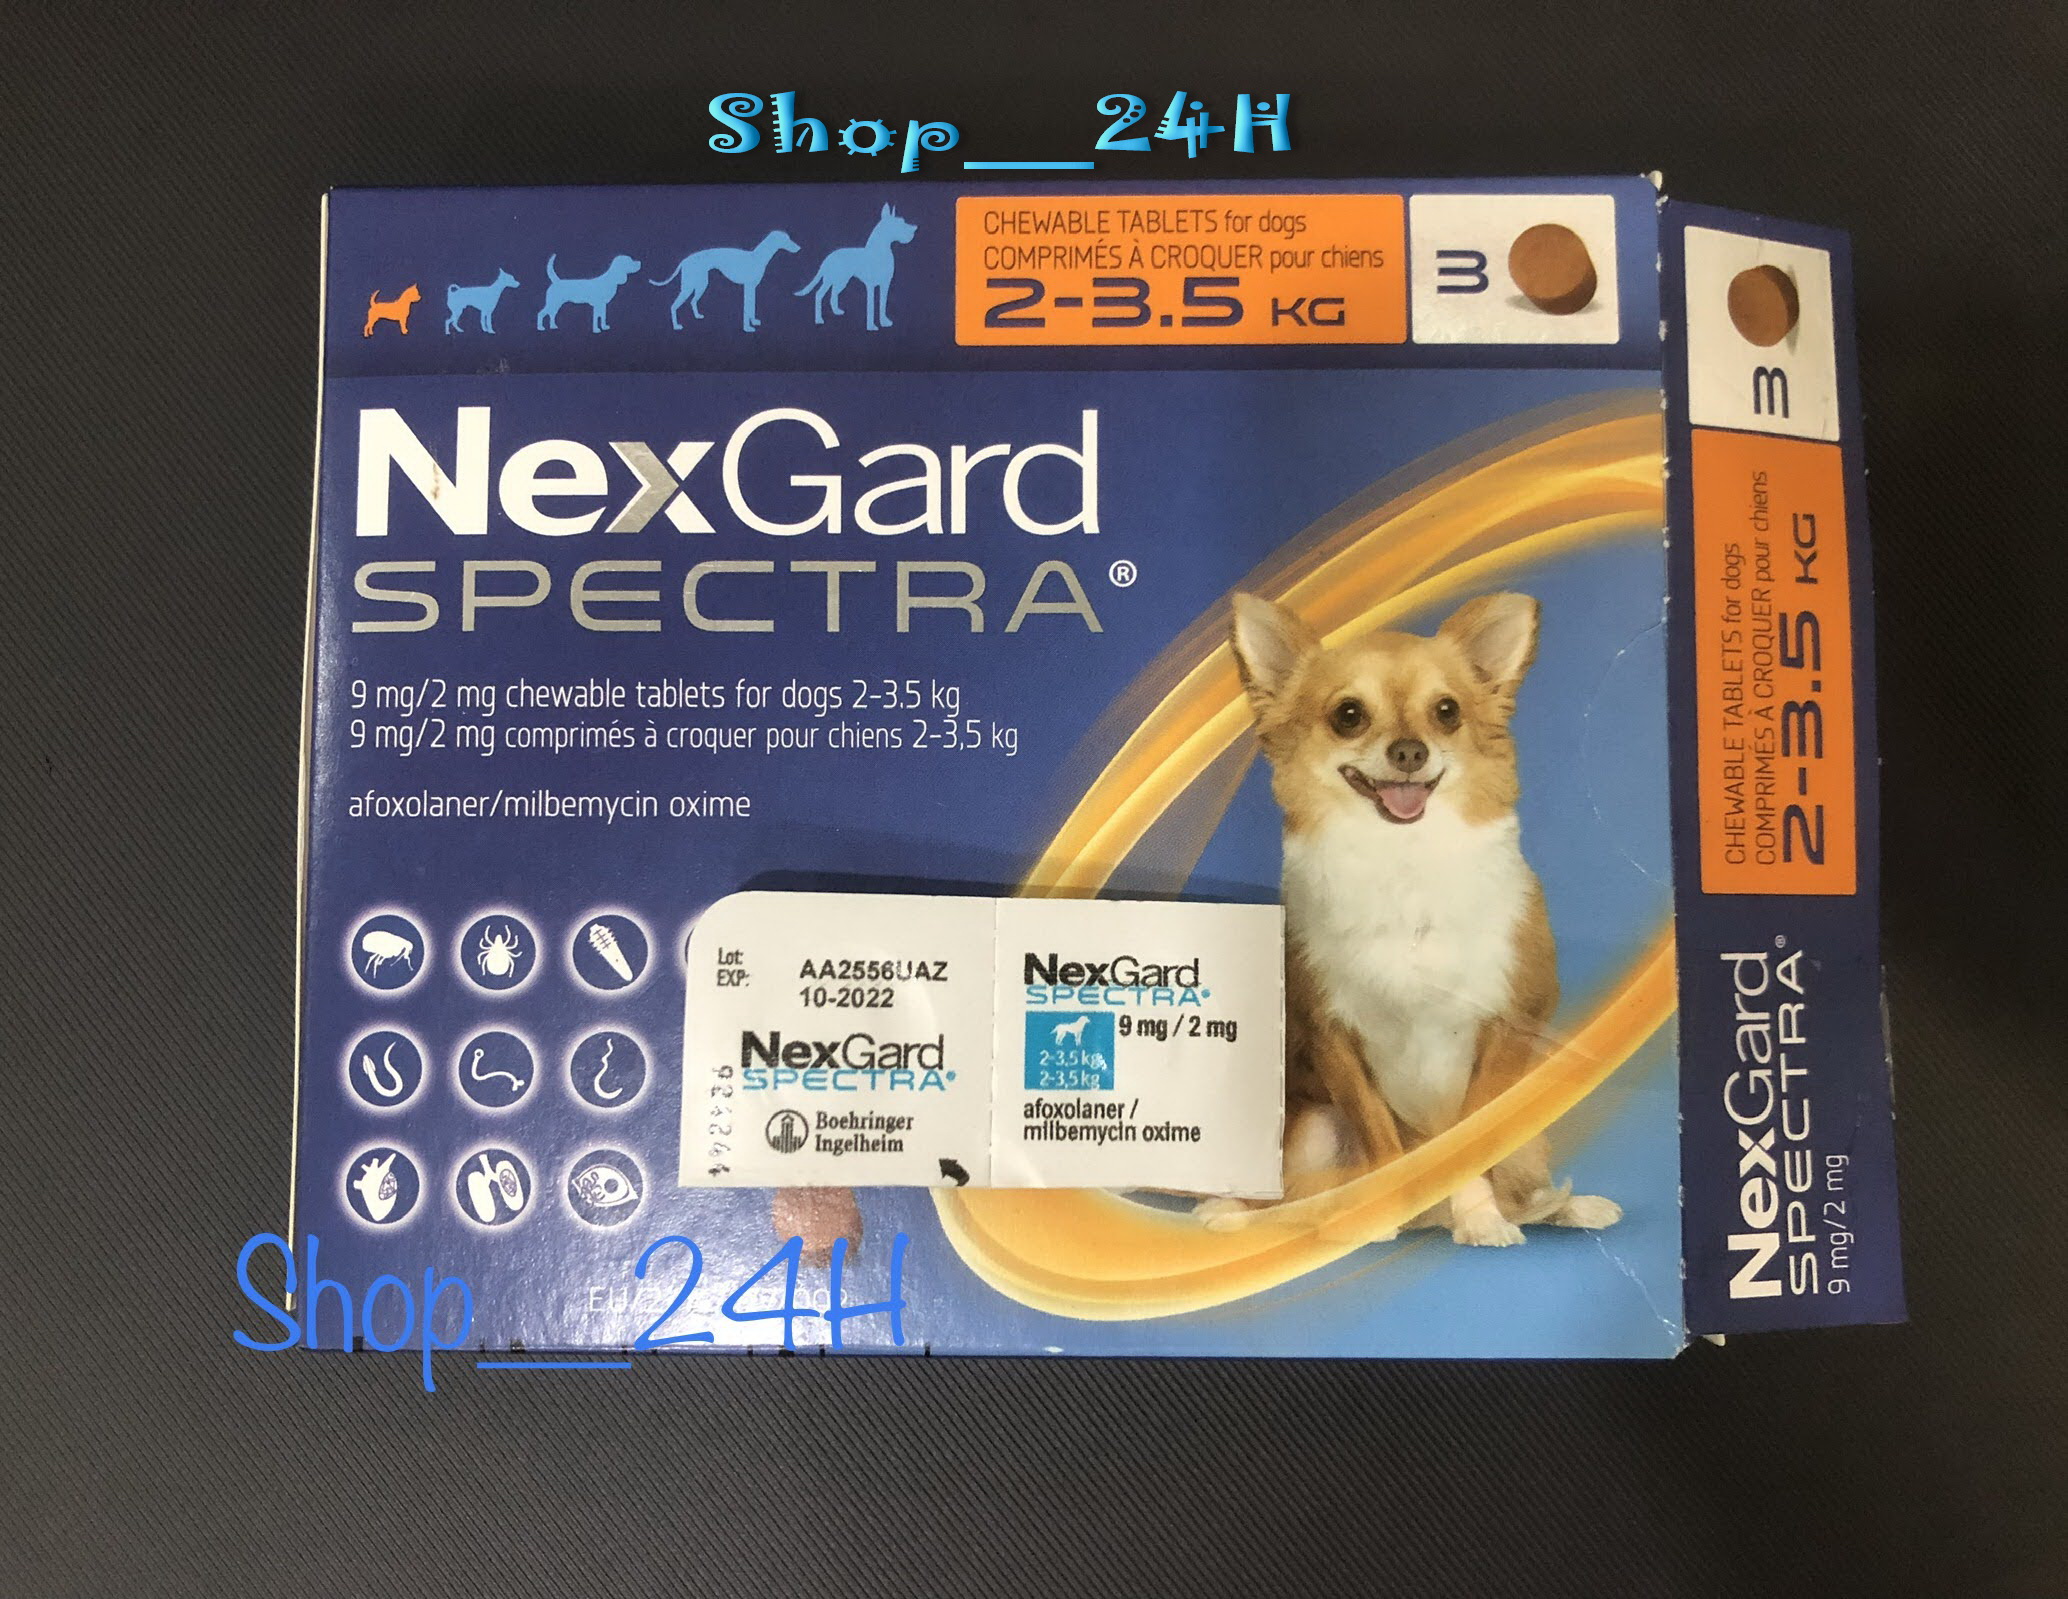 Shop__24H
CHEWABLE TABLETS for dogs
COMPRIMÉS À CROQUER pour chiens
2-3.5 KG
3
NexGard
SPECTRA®
9 mg/2 mg chewable tablets for dogs 2-3.5 kg
9 mg/2 mg comprimés à croquer pour chiens 2-3,5 kg
afoxolaner/milbemycin oxime
Lot: AA2556UAZ
EXP: 10-2022
NexGard
SPECTRA®
Boehringer
Ingelheim
NexGard
SPECTRA®
9 mg / 2 mg
2-3.5 kg
2-3,5 kg
afoxolaner /
milbemycin oxime
Shop__24H
3
CHEWABLE TABLETS for dogs
COMPRIMÉS À CROQUER pour chiens
2-3.5 KG
NexGard
SPECTRA®
9 mg/2 mg